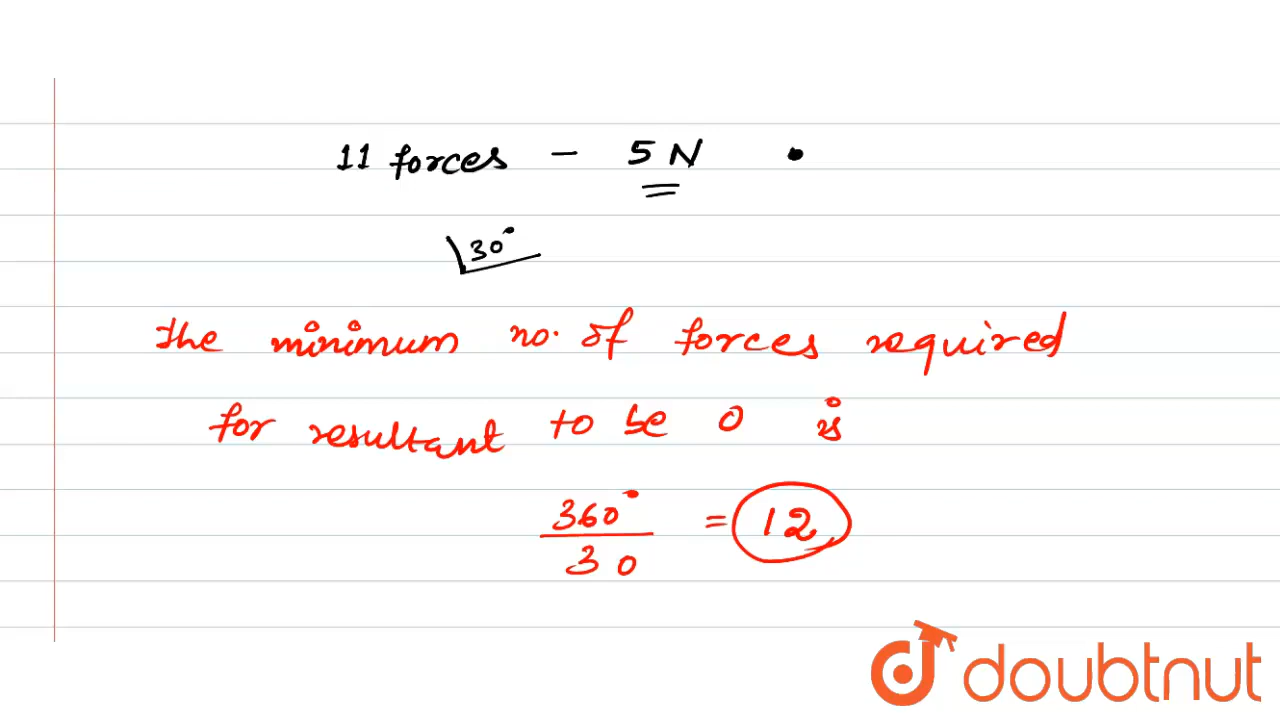 11 forces - 5 N •
30°
The minimum no. of forces required
for resultant to be 0 is
360° / 30 = 12
doubtnut